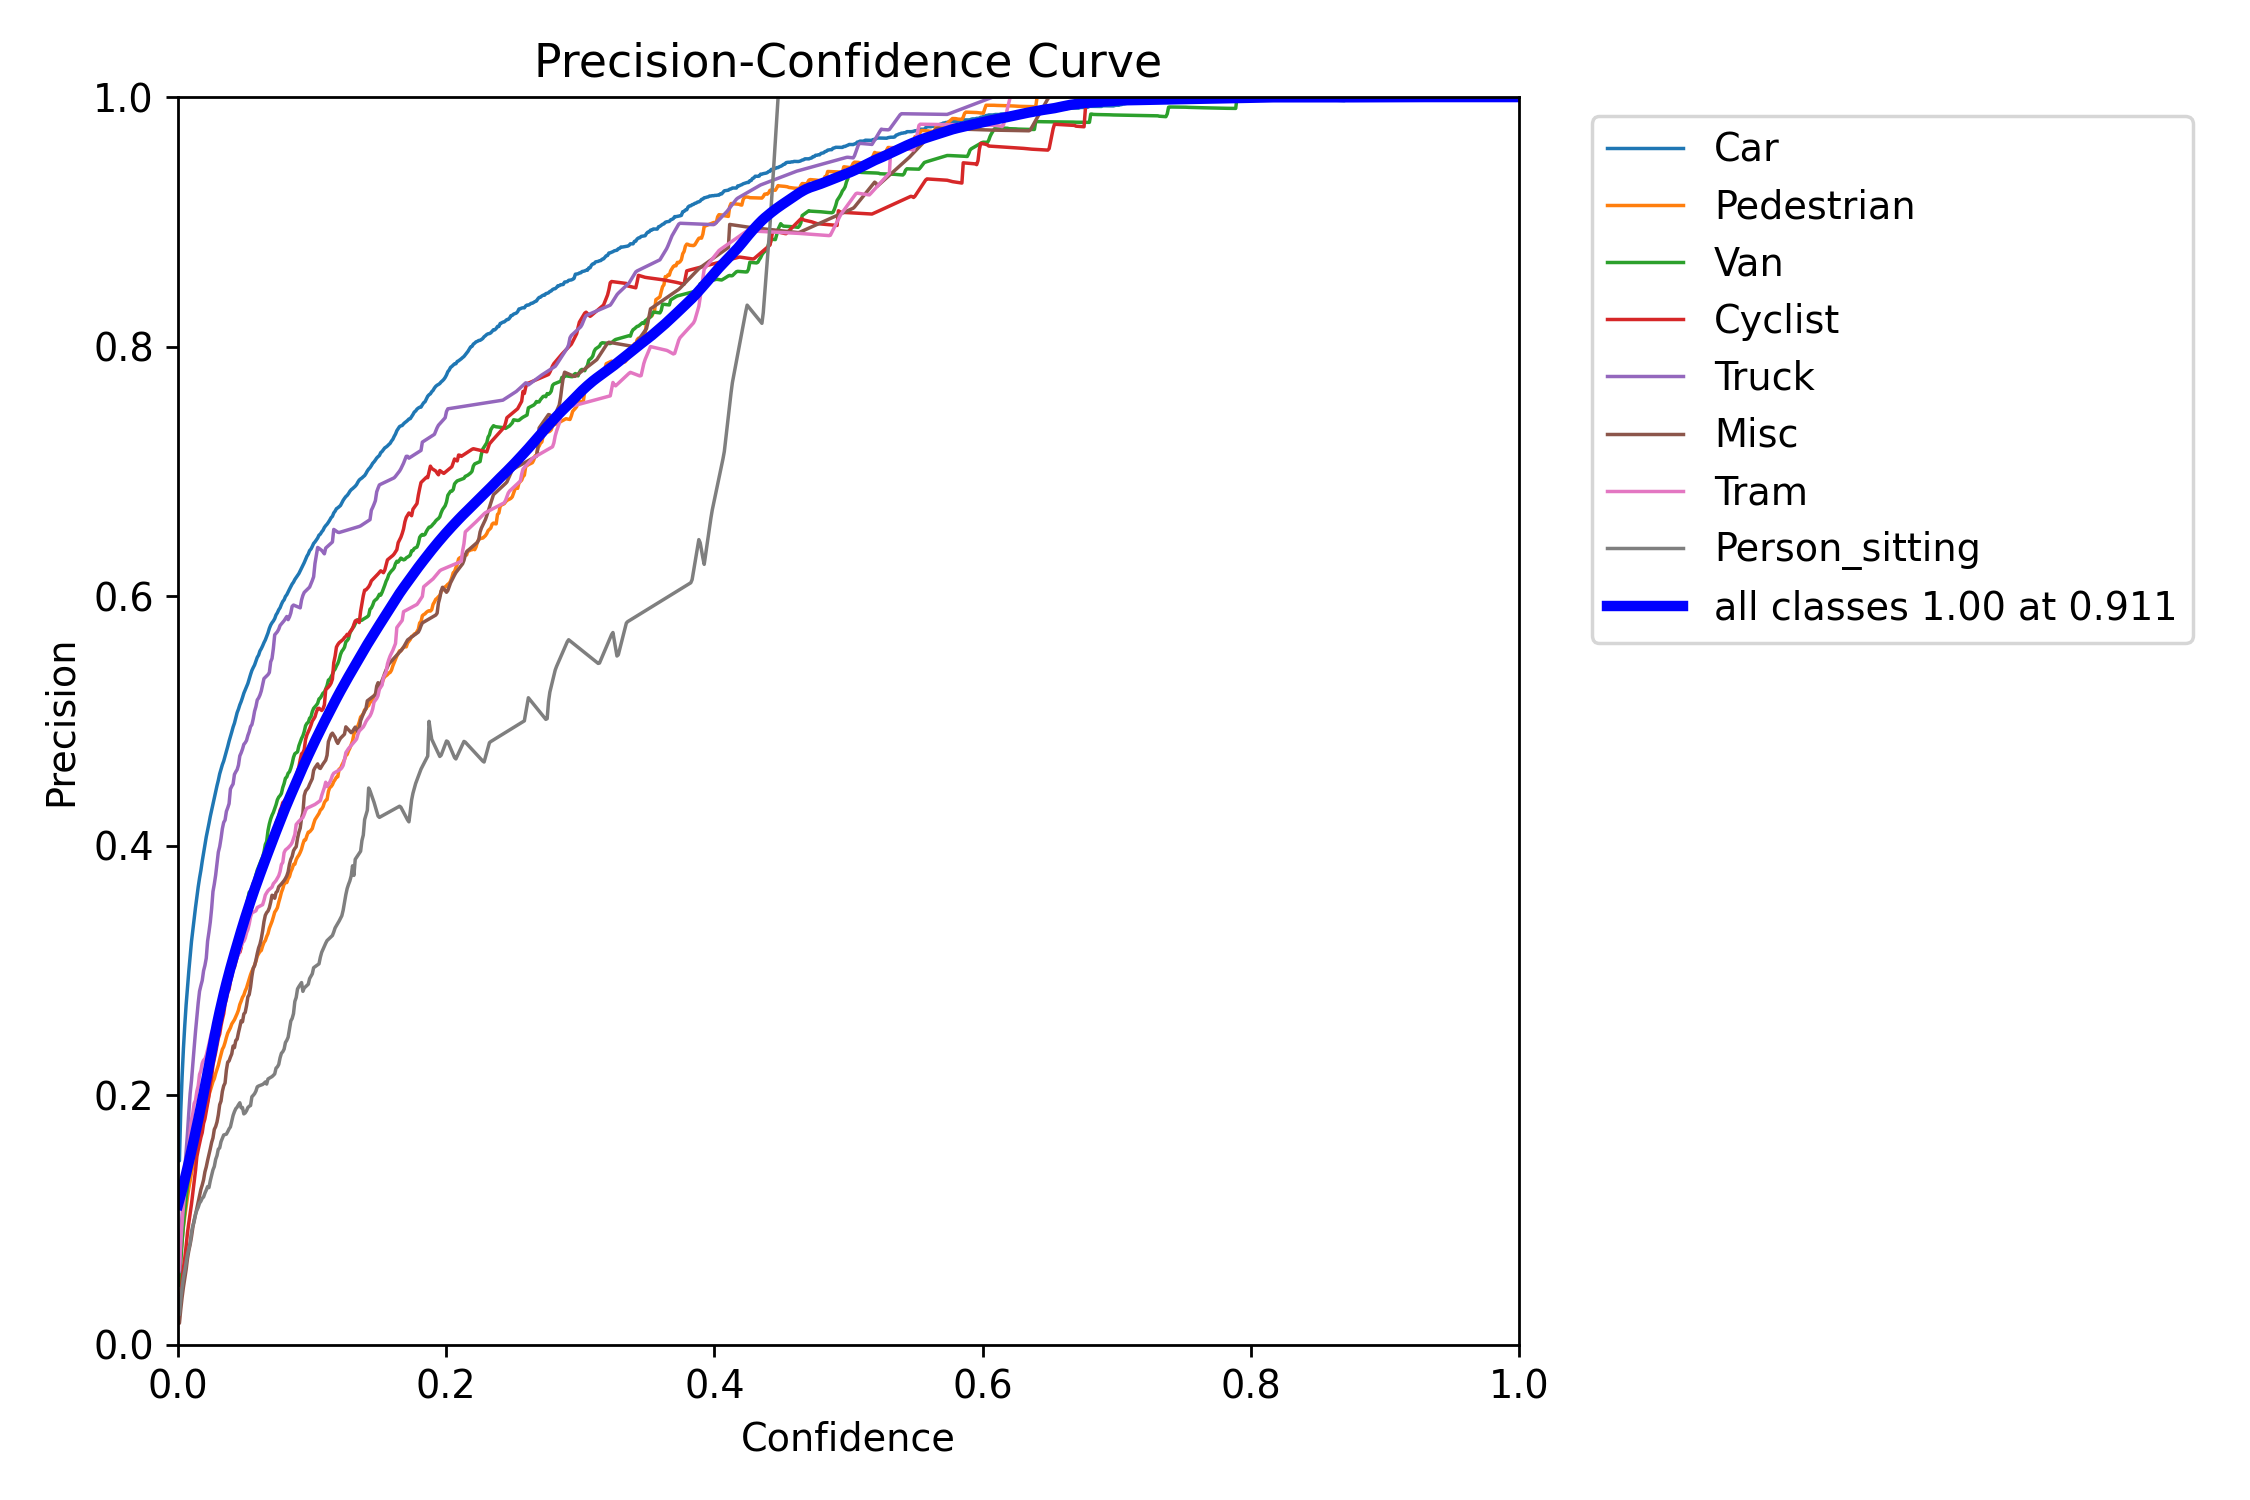 Precision-Confidence Curve
1.0
0.8
0.6
0.4
0.2
0.0
Precision
0.0 0.2 0.4 0.6 0.8 1.0
Confidence
Car
Pedestrian
Van
Cyclist
Truck
Misc
Tram
Person_sitting
all classes 1.00 at 0.911